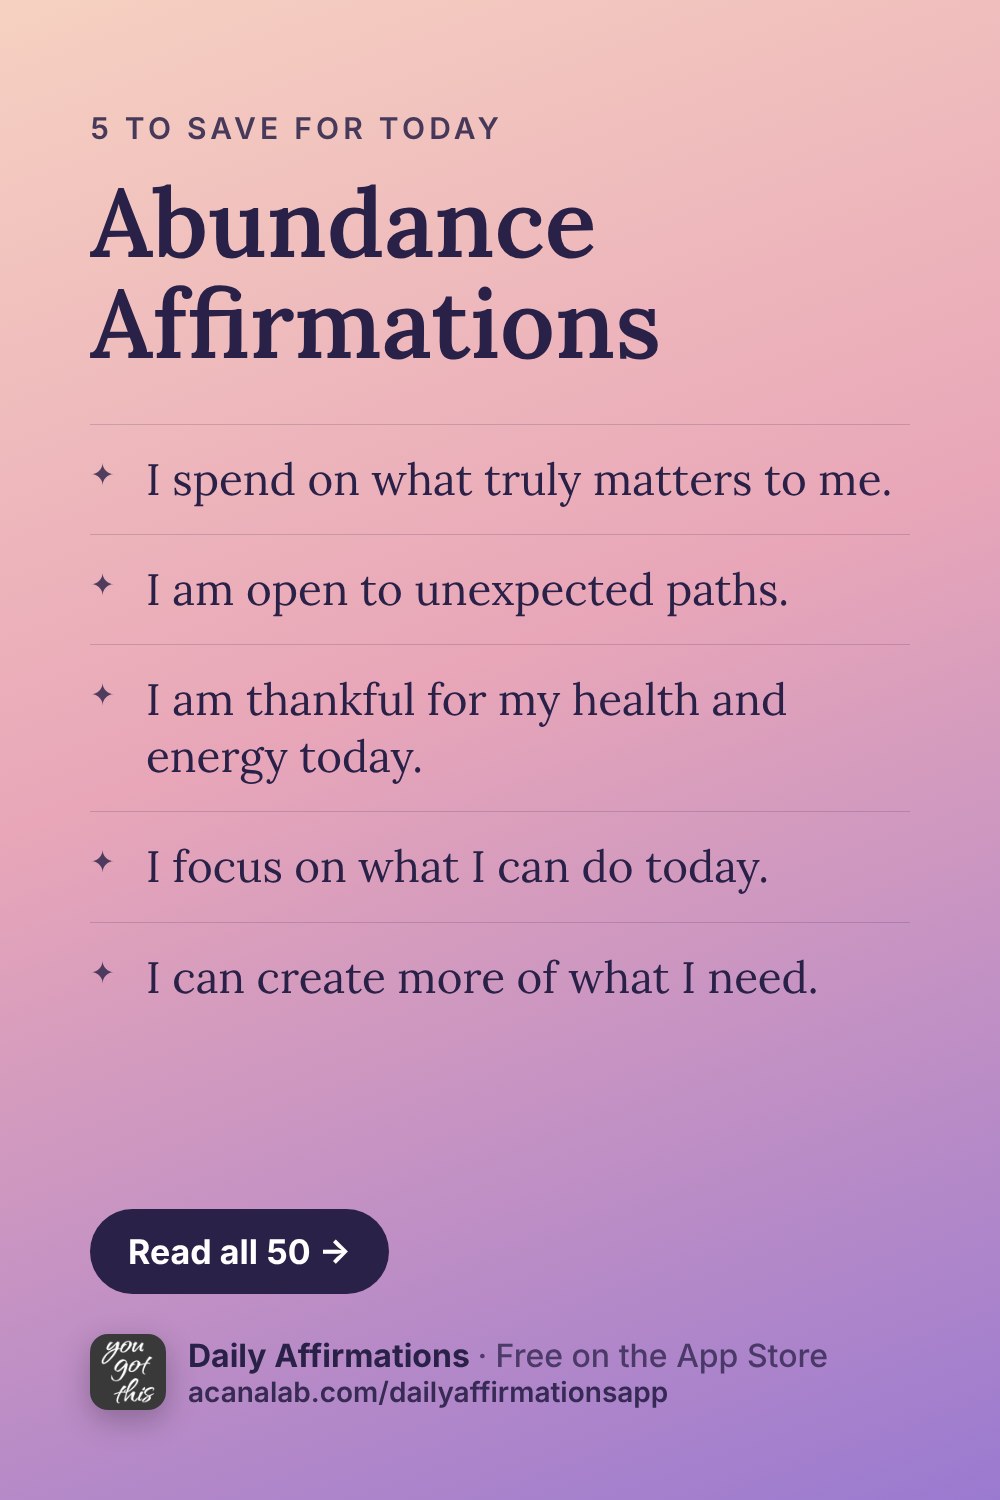 5 TO SAVE FOR TODAY
Abundance
Affirmations
✦ I spend on what truly matters to me.
✦ I am open to unexpected paths.
✦ I am thankful for my health and
energy today.
✦ I focus on what I can do today.
✦ I can create more of what I need.
Read all 50 →
you
got
this
Daily Affirmations · Free on the App Store
acanalab.com/dailyaffirmationsapp